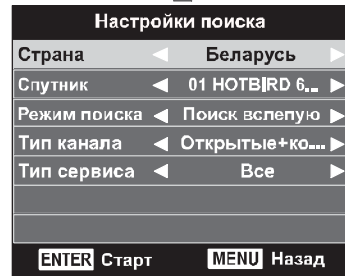 Настройки поиска
Страна Беларусь
Спутник 01 HOTBIRD 6...
Режим поиска Поиск вслепую
Тип канала Открытые+ко...
Тип сервиса Все
ENTER Старт MENU Назад